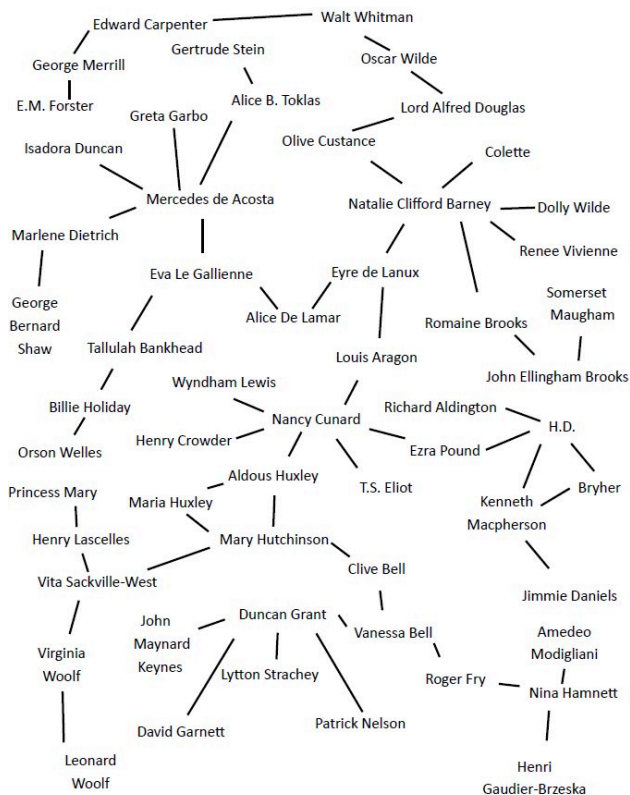 Edward Carpenter
Walt Whitman
Gertrude Stein
Oscar Wilde
George Merrill
E.M. Forster
Greta Garbo
Alice B. Toklas
Lord Alfred Douglas
Isadora Duncan
Olive Custance
Colette
Mercedes de Acosta
Natalie Clifford Barney
Dolly Wilde
Marlene Dietrich
Renee Vivienne
Eva Le Gallienne
Eyre de Lanux
George
Bernard
Shaw
Alice De Lamar
Romaine Brooks
Somerset
Maugham
Tallulah Bankhead
Louis Aragon
John Ellingham Brooks
Wyndham Lewis
Billie Holiday
Nancy Cunard
Richard Aldington
H.D.
Orson Welles
Henry Crowder
Ezra Pound
Aldous Huxley
T.S. Eliot
Princess Mary
Maria Huxley
Kenneth
Macpherson
Bryher
Henry Lascelles
Mary Hutchinson
Clive Bell
Vita Sackville-West
Jimmie Daniels
Virginia
Woolf
John
Maynard
Keynes
Duncan Grant
Vanessa Bell
Amedeo
Modigliani
Lytton Strachey
Roger Fry
Nina Hamnett
David Garnett
Patrick Nelson
Leonard
Woolf
Henri
Gaudier-Brzeska